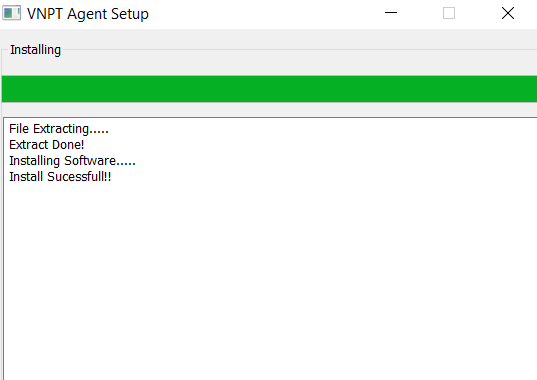 VNPT Agent Setup
Installing
File Extracting.....
Extract Done!
Installing Software.....
Install Sucessfull!!